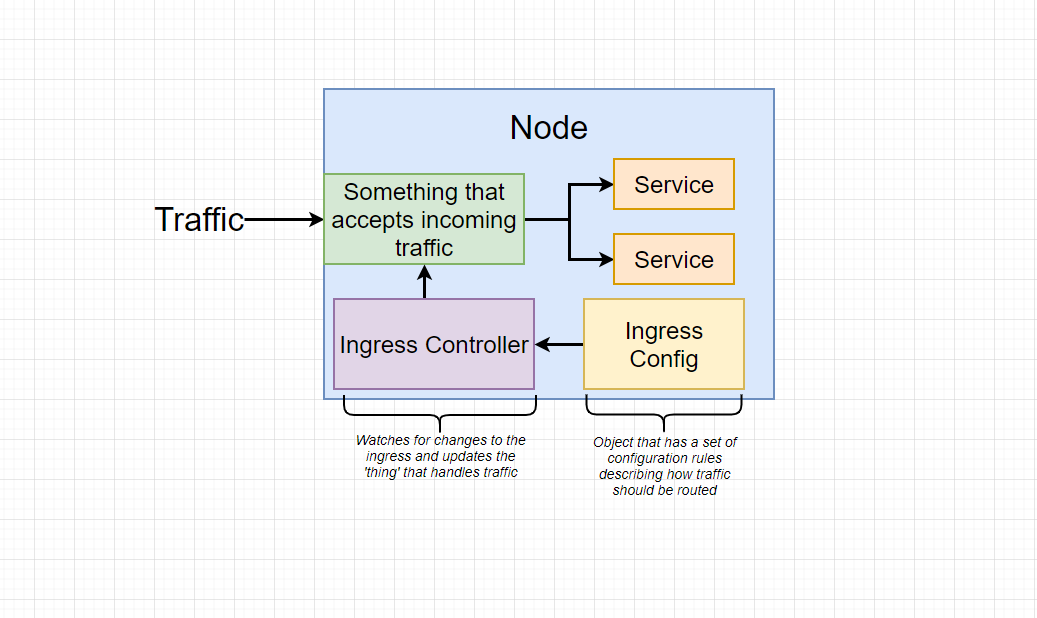 Node
Traffic
Something that
accepts incoming
traffic
Service
Service
Ingress Controller
Ingress
Config
Watches for changes to the
ingress and updates the
'thing' that handles traffic
Object that has a set of
configuration rules
describing how traffic
should be routed